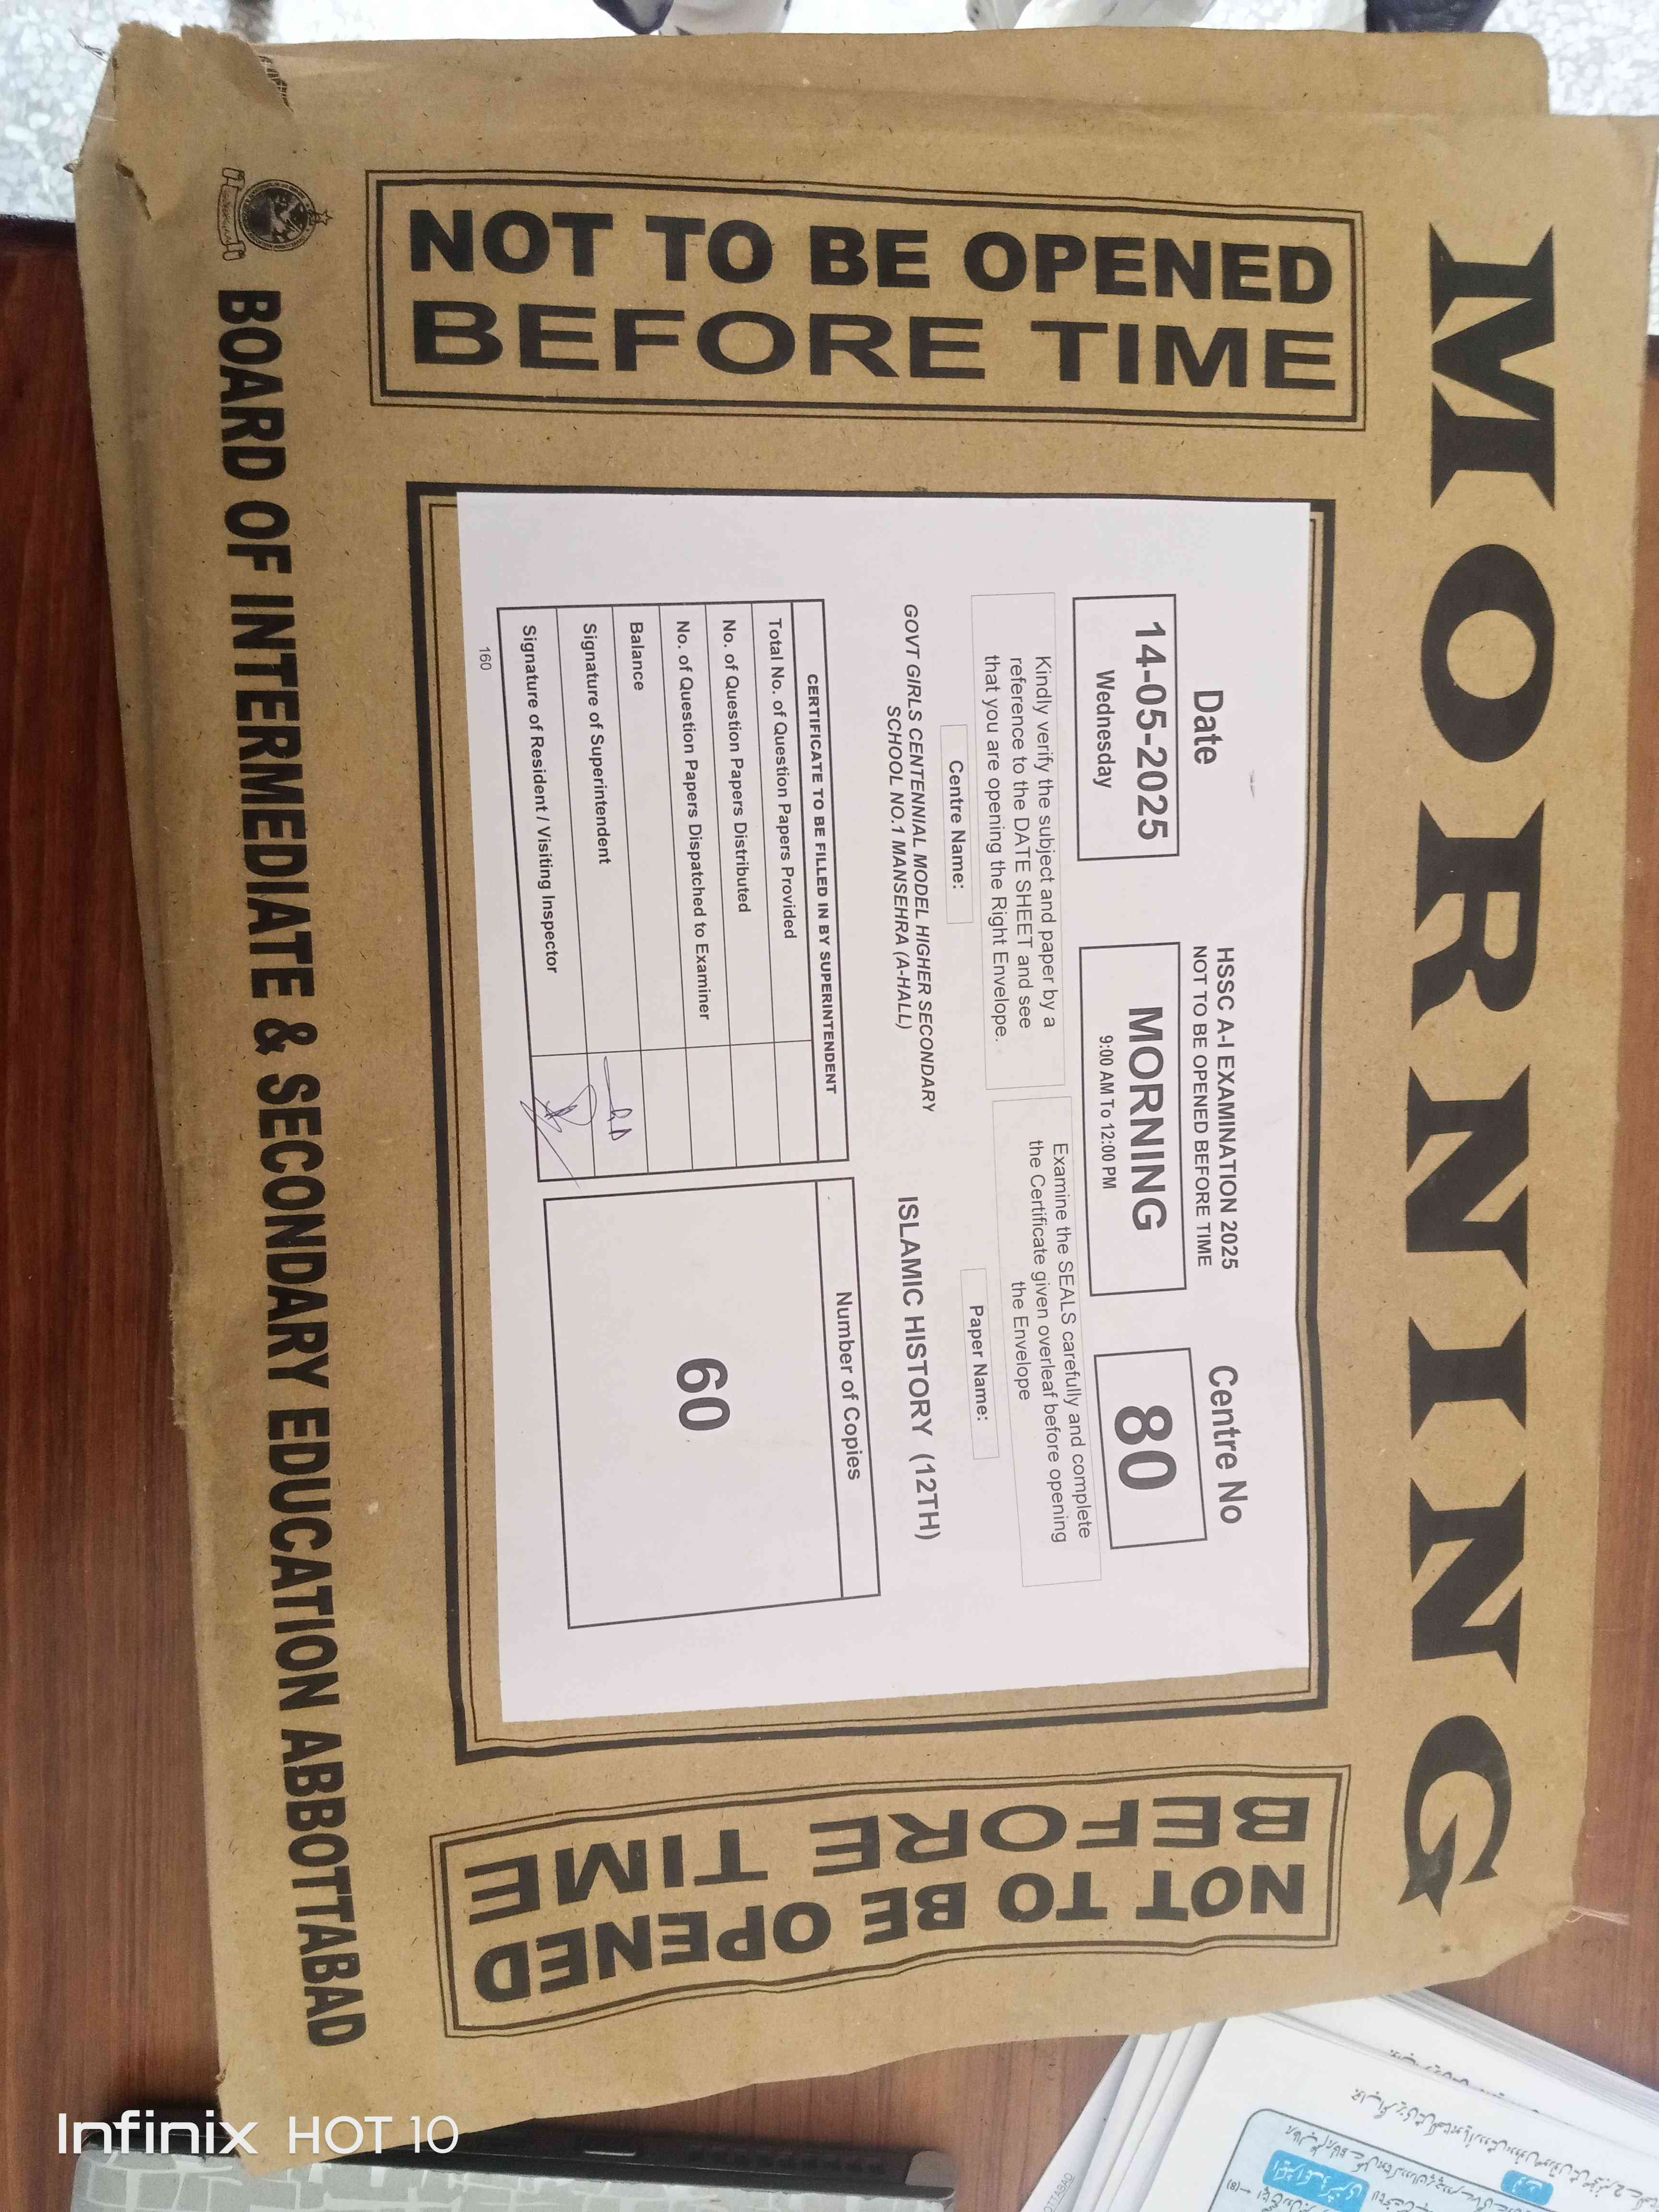 MORNING
NOT TO BE OPENED
BEFORE TIME
Date
14-05-2025
Wednesday
HSSC A-I EXAMINATION 2025
NOT TO BE OPENED BEFORE TIME
MORNING
9:00 AM To 12:00 PM
Centre No
80
Kindly verify the subject and paper by a
reference to the DATE SHEET and see
that you are opening the Right Envelope.
Examine the SEALS carefully and complete
the Certificate given overleaf before opening
the Envelope
Centre Name:
GOVT GIRLS CENTENNIAL MODEL HIGHER SECONDARY
SCHOOL NO.1 MANSEHRA (A-HALL)
Paper Name:
ISLAMIC HISTORY (12TH)
CERTIFICATE TO BE FILLED IN BY SUPERINTENDENT
Total No. of Question Papers Provided
No. of Question Papers Distributed
No. of Question Papers Dispatched to Examiner
Balance
Signature of Superintendent
Signature of Resident / Visiting Inspector
160
Number of Copies
60
NOT TO BE OPENED
BEFORE TIME
BOARD OF INTERMEDIATE & SECONDARY EDUCATION ABBOTTABAD
Infinix HOT 10